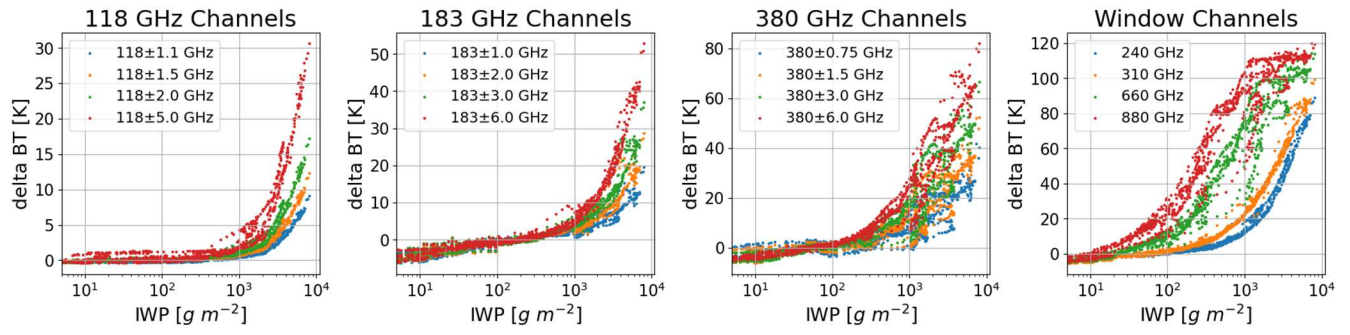 118 GHz Channels
delta BT [K]
30
25
20
15
10
5
0
118±1.1 GHz
118±1.5 GHz
118±2.0 GHz
118±5.0 GHz
10¹
10²
10³
10⁴
IWP [g m⁻²]
183 GHz Channels
delta BT [K]
50
40
30
20
10
0
183±1.0 GHz
183±2.0 GHz
183±3.0 GHz
183±6.0 GHz
10¹
10²
10³
10⁴
IWP [g m⁻²]
380 GHz Channels
delta BT [K]
80
60
40
20
0
380±0.75 GHz
380±1.5 GHz
380±3.0 GHz
380±6.0 GHz
10¹
10²
10³
10⁴
IWP [g m⁻²]
Window Channels
delta BT [K]
120
100
80
60
40
20
0
240 GHz
310 GHz
660 GHz
880 GHz
10¹
10²
10³
10⁴
IWP [g m⁻²]